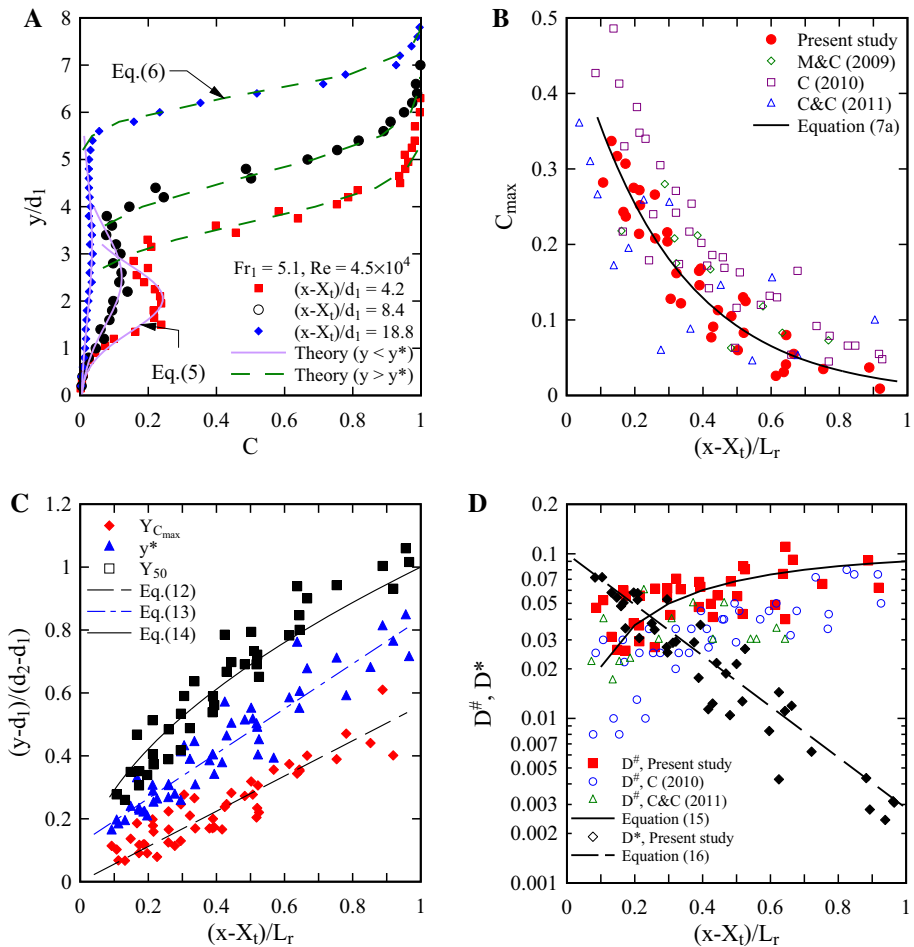 A
8
7
6
5
4
3
2
1
0
y/d1
Eq.(6)
Fr1 = 5.1, Re = 4.5×10^4
(x-Xt)/d1 = 4.2
(x-Xt)/d1 = 8.4
(x-Xt)/d1 = 18.8
Theory (y < y*)
Theory (y > y*)
Eq.(5)
0 0.2 0.4 0.6 0.8 1
C
B
0.5
0.4
0.3
0.2
0.1
0
Cmax
Present study
M&C (2009)
C (2010)
C&C (2011)
Equation (7a)
0 0.2 0.4 0.6 0.8 1
(x-Xt)/Lr
C
1.2
1
0.8
0.6
0.4
0.2
0
(y-d1)/(d2-d1)
YCmax
y*
Y50
Eq.(12)
Eq.(13)
Eq.(14)
0 0.2 0.4 0.6 0.8 1
(x-Xt)/Lr
D
0.2
0.1
0.07
0.05
0.03
0.02
0.01
0.007
0.005
0.003
0.002
0.001
D#, D*
D#, Present study
D#, C (2010)
D#, C&C (2011)
Equation (15)
D*, Present study
Equation (16)
0 0.2 0.4 0.6 0.8 1
(x-Xt)/Lr